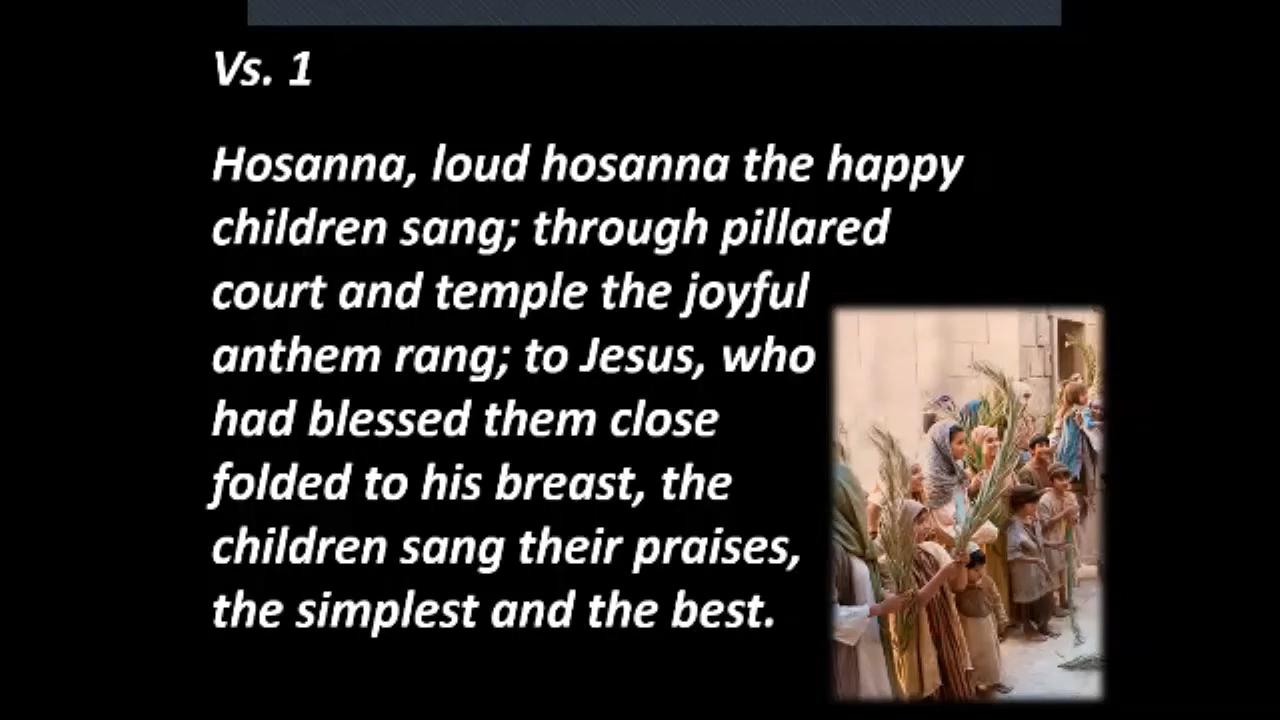 Vs. 1
Hosanna, loud hosanna the happy
children sang; through pillared
court and temple the joyful
anthem rang; to Jesus, who
had blessed them close
folded to his breast, the
children sang their praises,
the simplest and the best.